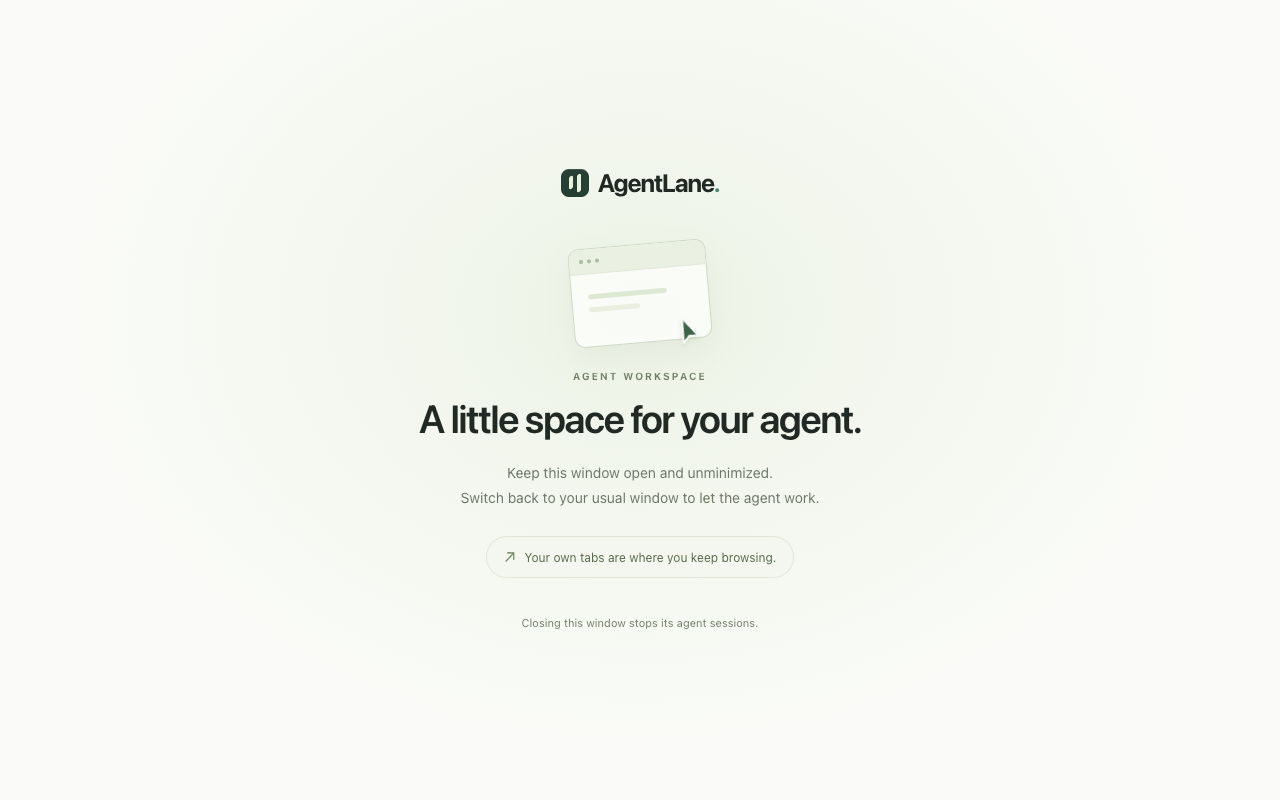 AgentLane.
AGENT WORKSPACE
A little space for your agent.
Keep this window open and unminimized.
Switch back to your usual window to let the agent work.
Your own tabs are where you keep browsing.
Closing this window stops its agent sessions.